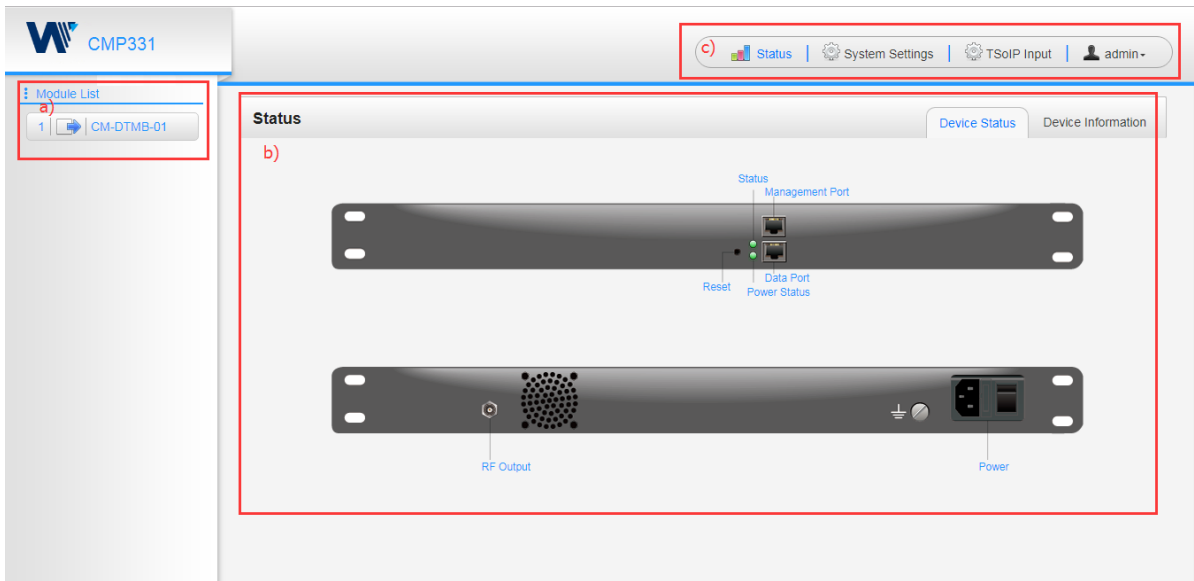 CMP331
c) Status | System Settings | TSoIP Input | admin
Module List
a)
1 CM-DTMB-01
Status
Device Status
Device Information
b)
Status
Management Port
Reset
Data Port
Power Status
RF Output
Power